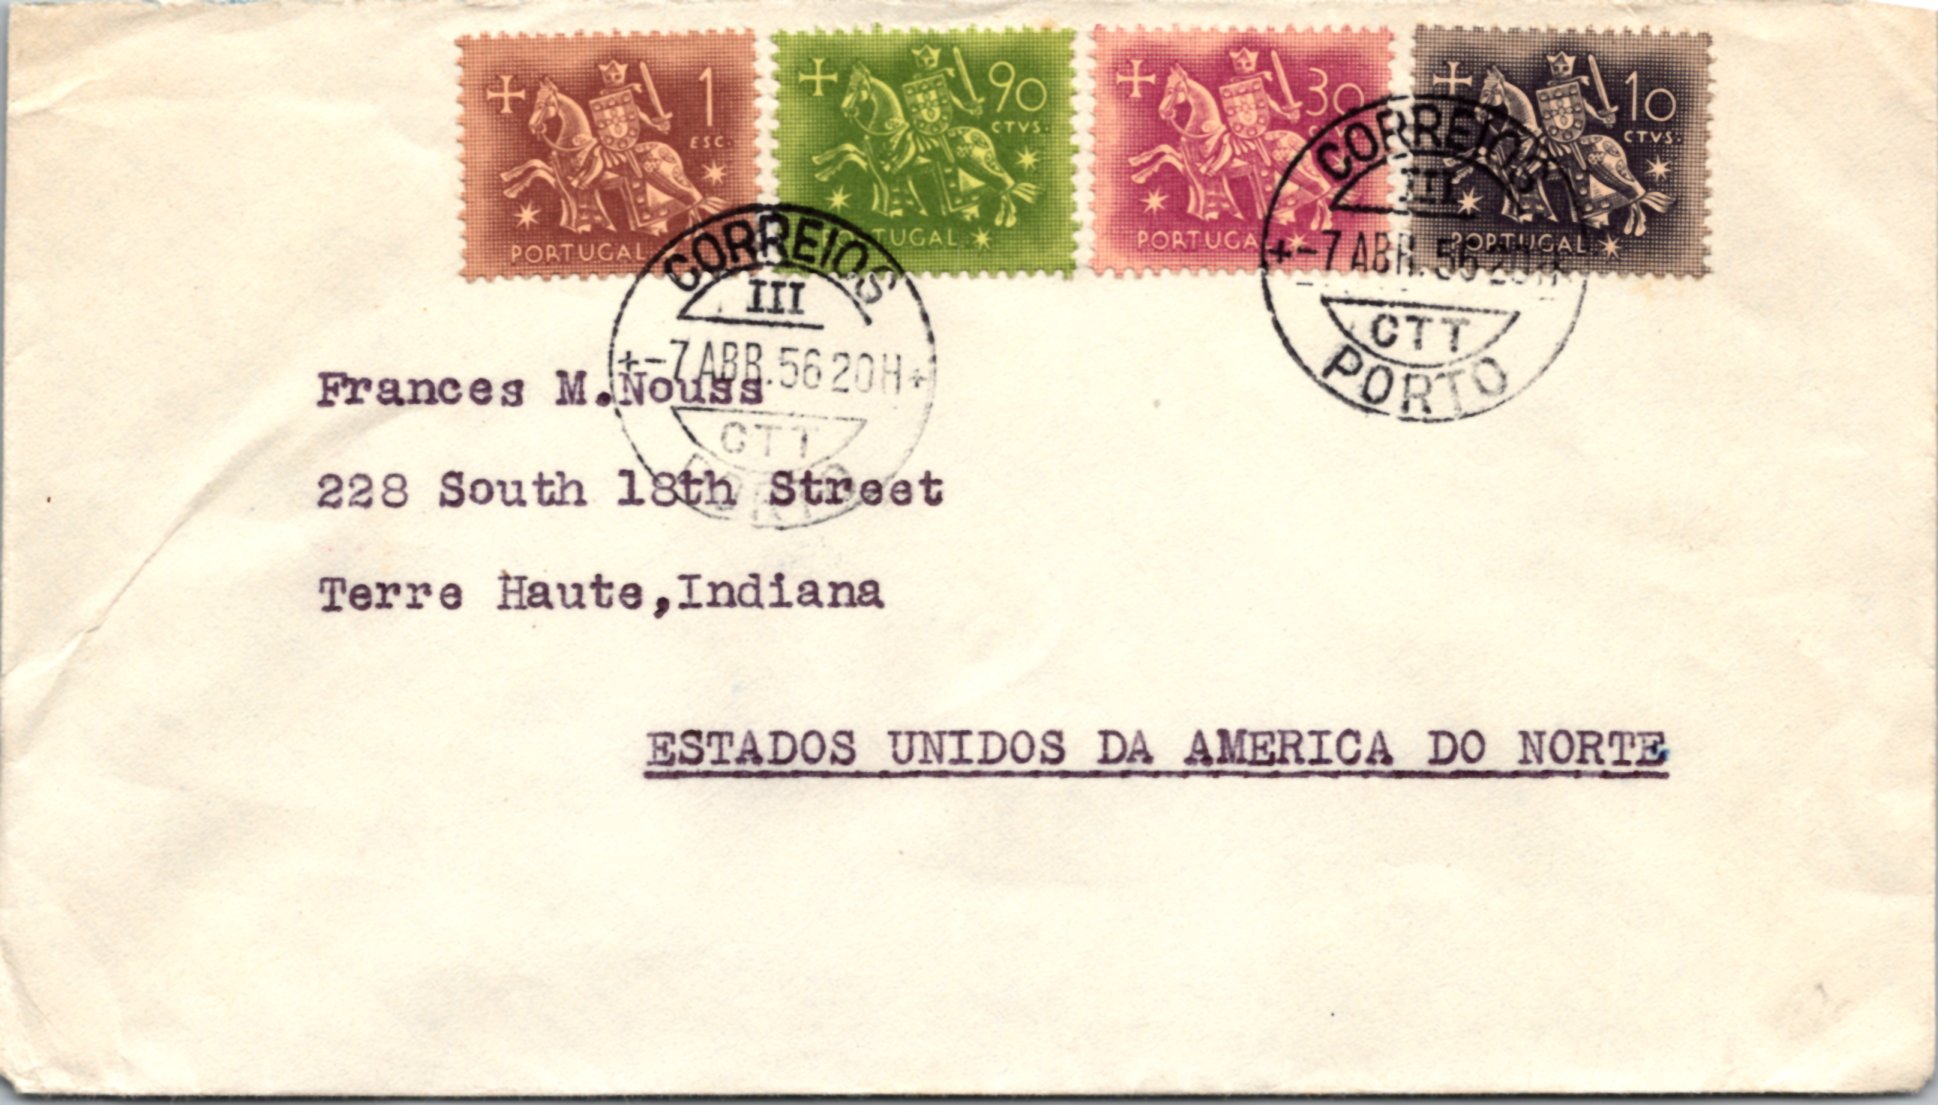 1
ESC.
PORTUGAL
90
CTVS.
PORTUGAL
30
PORTUGAL
10
CTVS.
PORTUGAL
CORREIOS
III
-7 ABR. 56 20H
CTT
PORTO
CORREIOS
III
-7 ABR. 56 20H
CTT
PORTO
Frances M.Nouss
228 South 18th Street
Terre Haute,Indiana
ESTADOS UNIDOS DA AMERICA DO NORTE